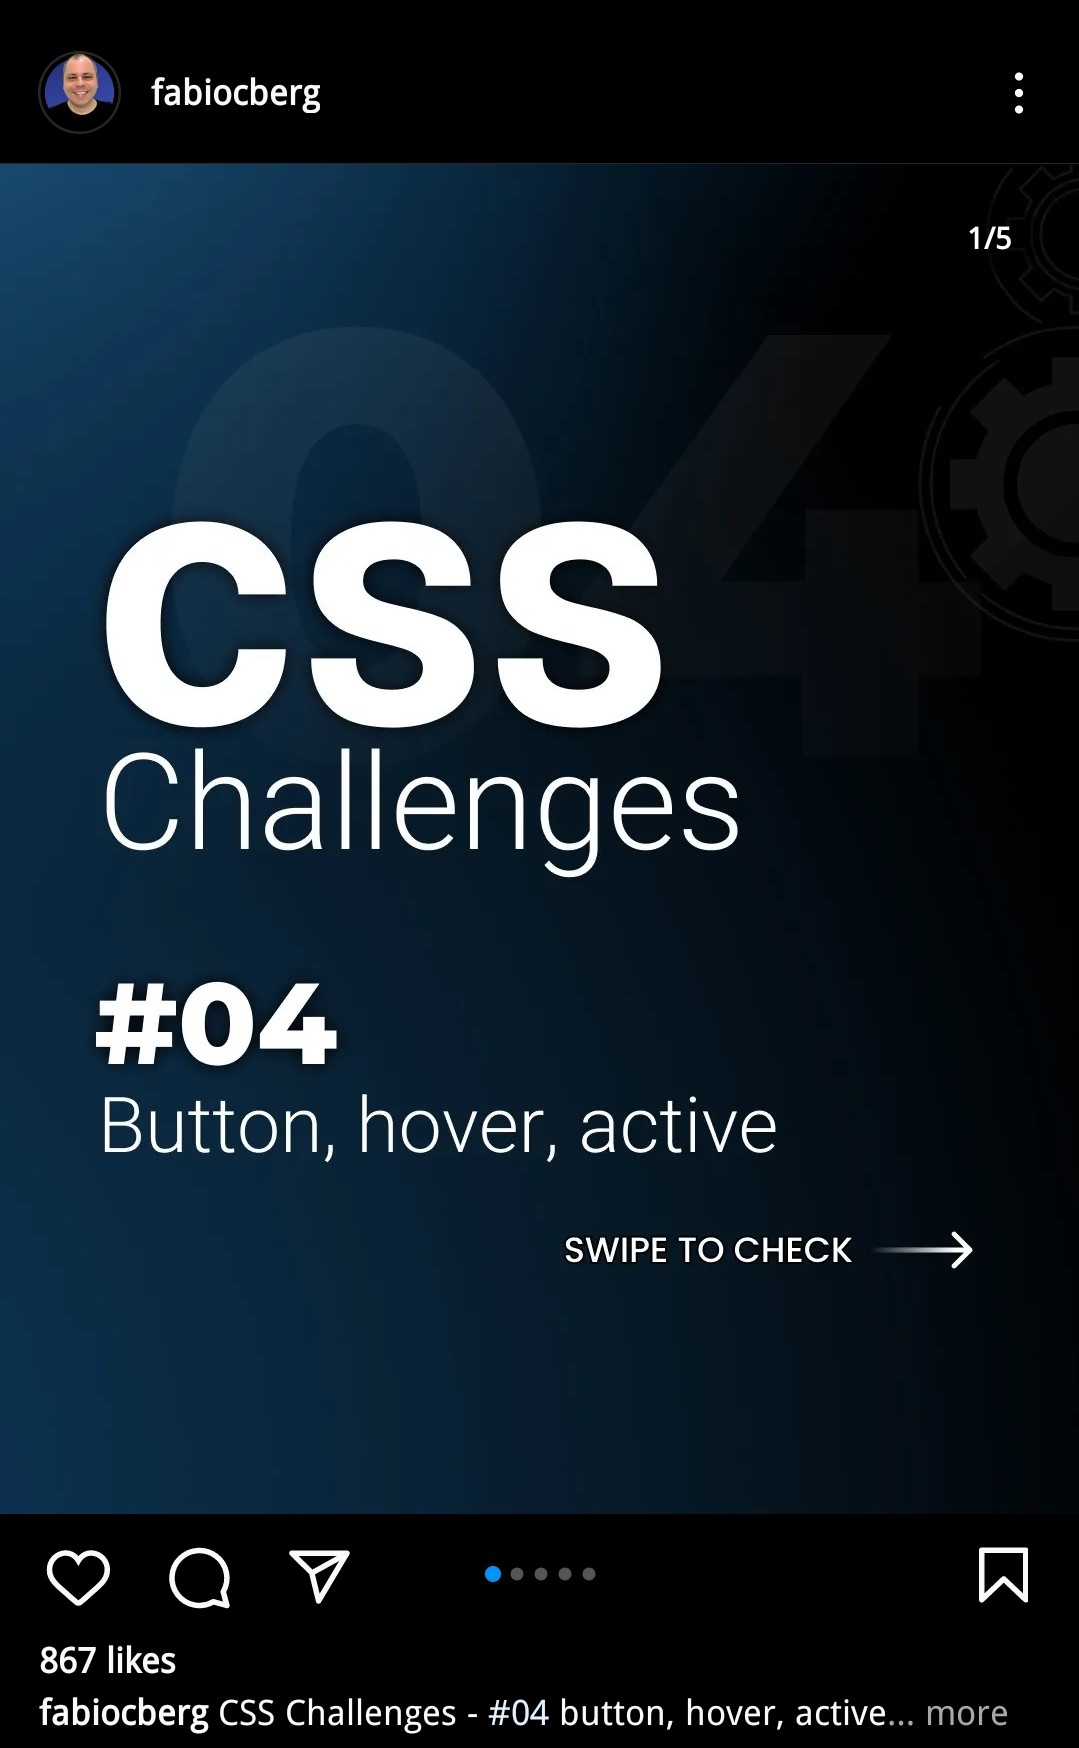 fabiocberg
1/5
04
CSS
Challenges
#04
Button, hover, active
SWIPE TO CHECK
867 likes
fabiocberg CSS Challenges - #04 button, hover, active... more